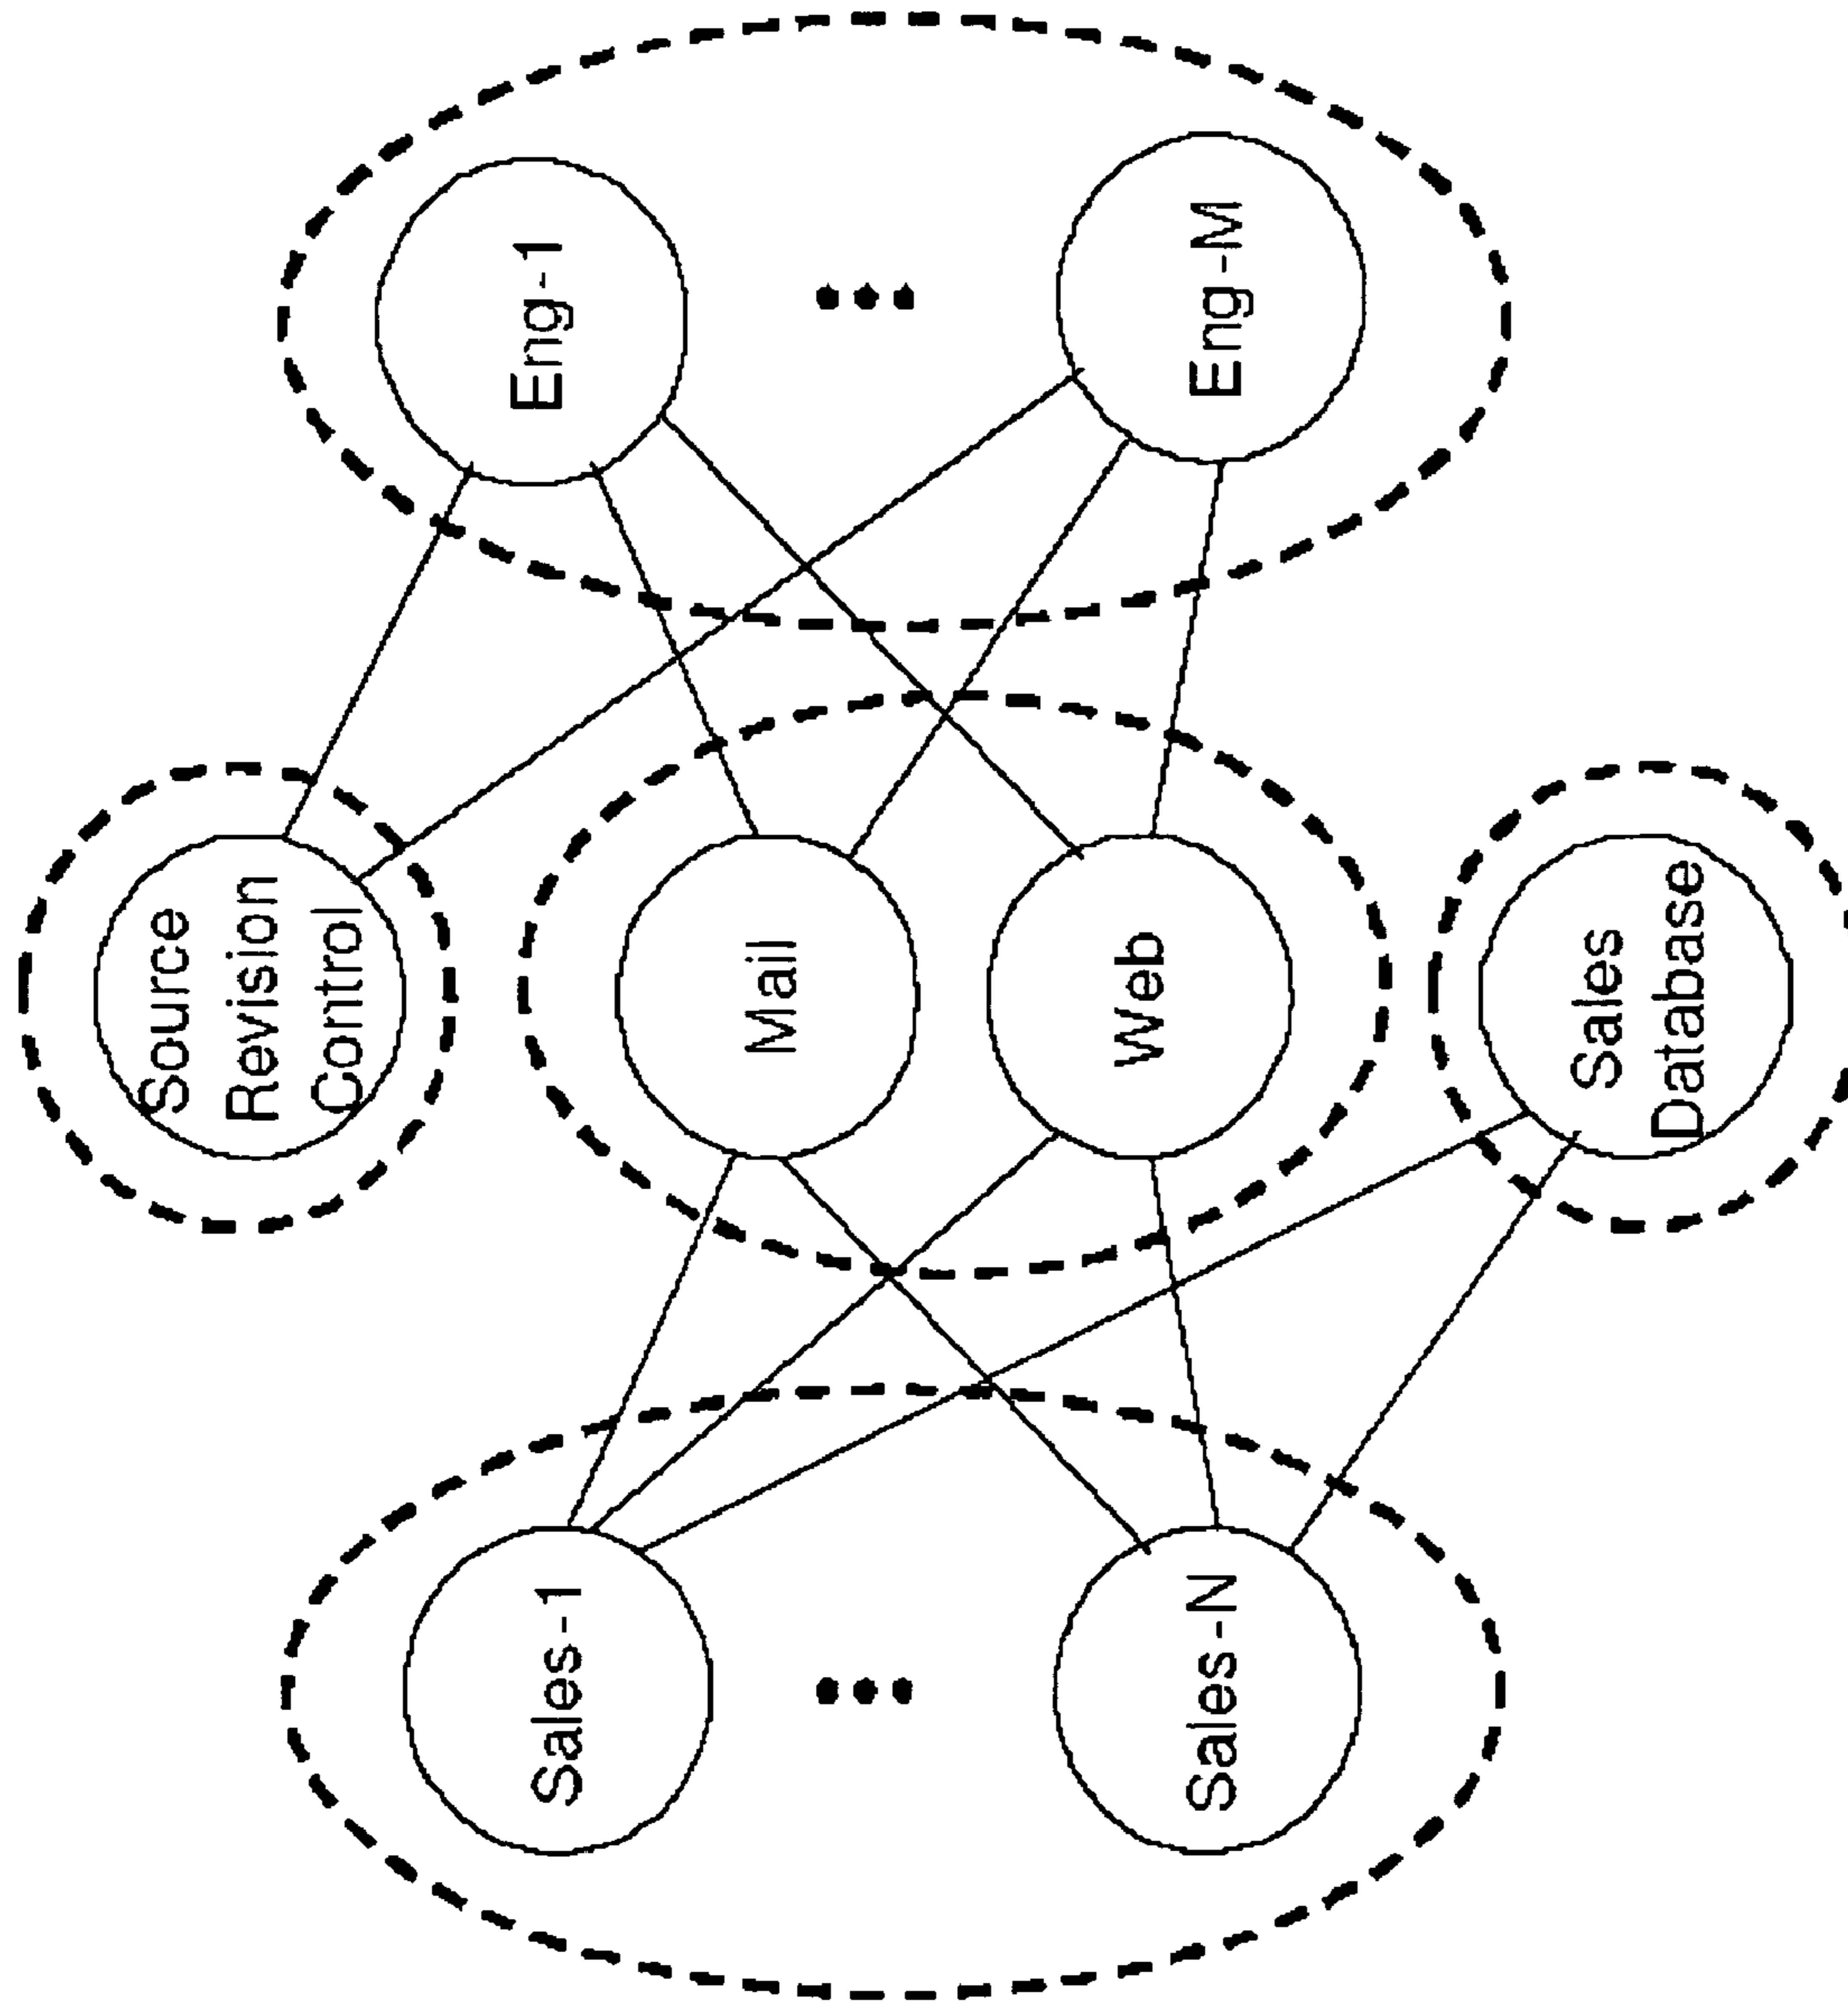 Source
Revision
Control
Sales-1
Mail
Eng-1
Sales-N
Web
Eng-M
Sales
Database